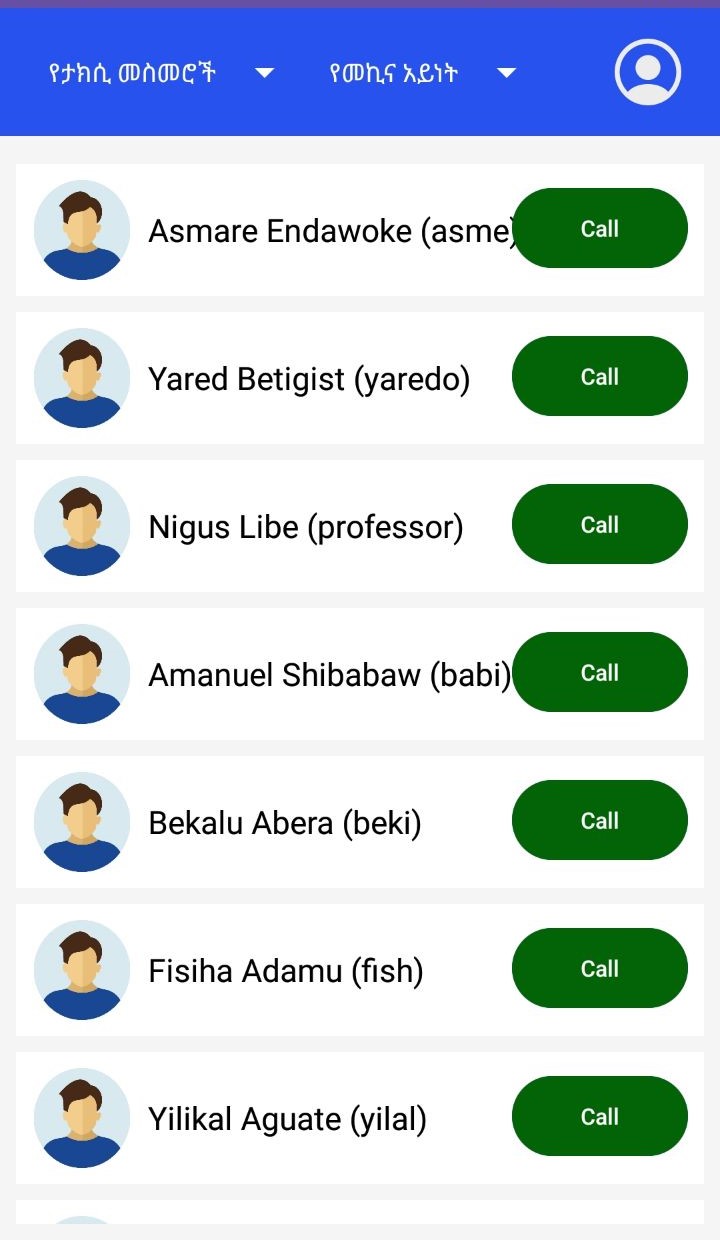 የታክሲ መስመሮች
የመኪና አይነት
Asmare Endawoke (asme)
Call
Yared Betigist (yaredo)
Call
Nigus Libe (professor)
Call
Amanuel Shibabaw (babi)
Call
Bekalu Abera (beki)
Call
Fisiha Adamu (fish)
Call
Yilikal Aguate (yilal)
Call